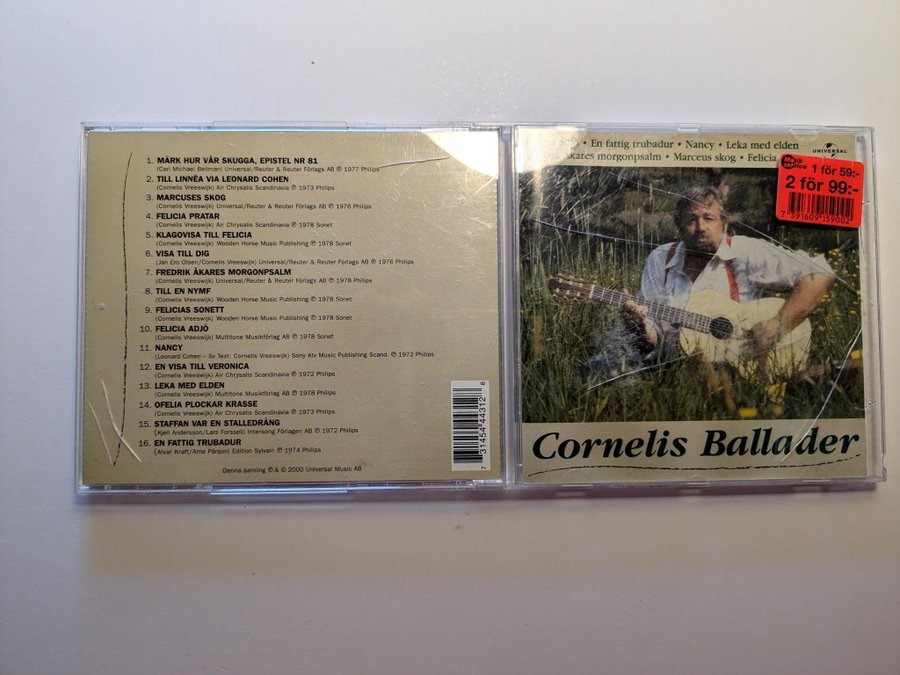 1. MÄRK HUR VÅR SKUGGA, EPISTEL NR 81
(Carl Michael Bellman) Universal/Reuter & Reuter Förlags AB ℗ 1977 Philips
2. TILL LINNÉA VIA LEONARD COHEN
(Cornelis Vreeswijk) Air Chrysalis Scandinavia ℗ 1973 Philips
3. MARCUSES SKOG
(Cornelis Vreeswijk) Universal/Reuter & Reuter Förlags AB ℗ 1976 Philips
4. FELICIA PRATAR
(Cornelis Vreeswijk) Air Chrysalis Scandinavia ℗ 1978 Sonet
5. KLAGOVISA TILL FELICIA
(Cornelis Vreeswijk) Wooden Horse Music Publishing ℗ 1978 Sonet
6. VISA TILL DIG
(Jan Ero Olsen/Cornelis Vreeswijk) Universal/Reuter & Reuter Förlags AB ℗ 1978 Philips
7. FREDRIK ÅKARES MORGONPSALM
(Cornelis Vreeswijk) Universal/Reuter & Reuter Förlags AB ℗ 1978 Philips
8. TILL EN NYMF
(Cornelis Vreeswijk) Wooden Horse Music Publishing ℗ 1978 Sonet
9. FELICIAS SONETT
(Cornelis Vreeswijk) Wooden Horse Music Publishing ℗ 1978 Sonet
10. FELICIA ADJÖ
(Cornelis Vreeswijk) Multitone Musikförlag AB ℗ 1978 Sonet
11. NANCY
(Leonard Cohen – Sv Text: Cornelis Vreeswijk) Sony Atv Music Publishing Scand. ℗ 1972 Philips
12. EN VISA TILL VERONICA
(Cornelis Vreeswijk) Air Chrysalis Scandinavia ℗ 1972 Philips
13. LEKA MED ELDEN
(Cornelis Vreeswijk) Multitone Musikförlag AB ℗ 1978 Philips
14. OFELIA PLOCKAR KRASSE
(Cornelis Vreeswijk) Air Chrysalis Scandinavia ℗ 1973 Philips
15. STAFFAN VAR EN STALLEDRÄNG
(Kjell Andersson/Lars Forssell) Intersong Förlagen AB ℗ 1972 Philips
16. EN FATTIG TRUBADUR
(Alvar Kraft/Arne Pärson) Edition Sylvain ℗ 1974 Philips
Denna samling ℗ & © 2000 Universal Music AB
7 31454 44312 8
• En fattig trubadur • Nancy • Leka med elden
Åkares morgonpsalm • Marceus skog • Felicia
UNIVERSAL
Musik service
1 för 59:-
2 för 99:-
7 391609 159002
Cornelis Ballader